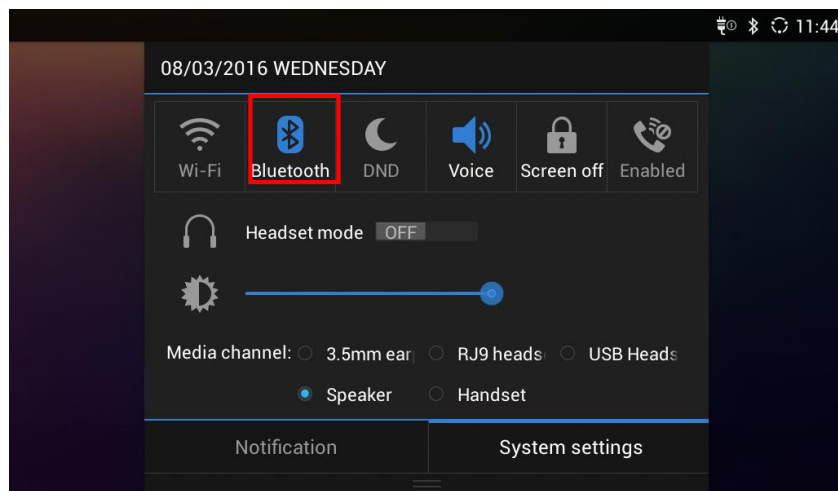 11:44
08/03/2016 WEDNESDAY
Wi-Fi Bluetooth DND Voice Screen off Enabled
Headset mode OFF
Media channel: 3.5mm ear RJ9 heads USB Heads
Speaker Handset
Notification System settings